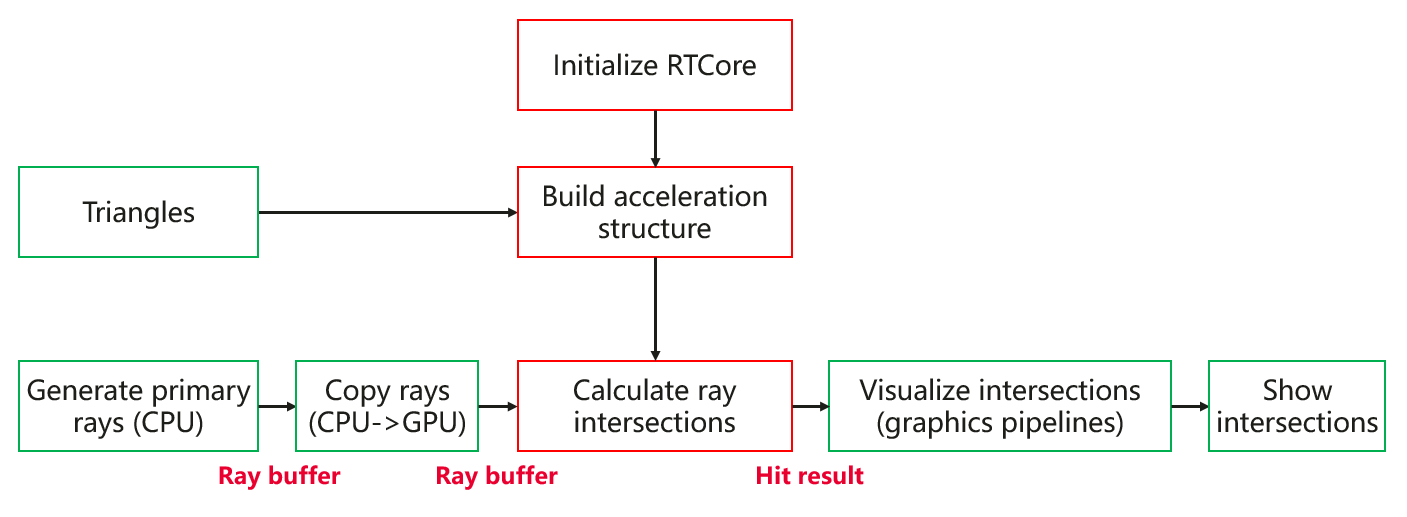 Initialize RTCore
Triangles
Build acceleration
structure
Generate primary
rays (CPU)
Copy rays
(CPU->GPU)
Calculate ray
intersections
Visualize intersections
(graphics pipelines)
Show
intersections
Ray buffer
Ray buffer
Hit result